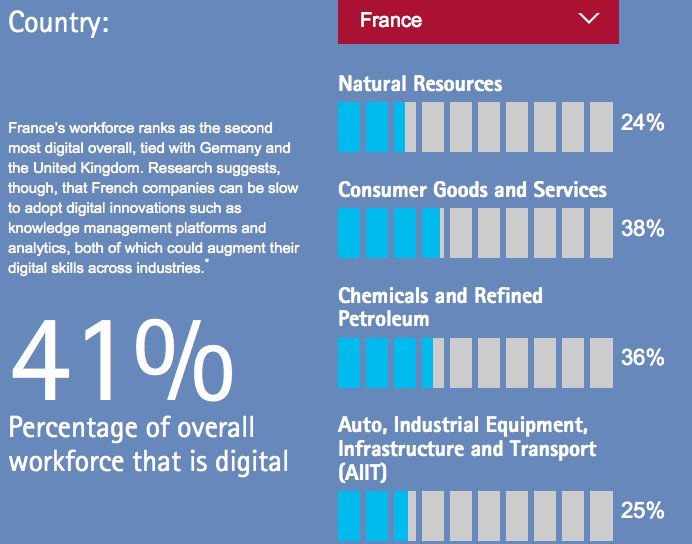 Country:
France
France's workforce ranks as the second
most digital overall, tied with Germany and
the United Kingdom. Research suggests,
though, that French companies can be slow
to adopt digital innovations such as
knowledge management platforms and
analytics, both of which could augment their
digital skills across industries.*
41%
Percentage of overall
workforce that is digital
Natural Resources
24%
Consumer Goods and Services
38%
Chemicals and Refined
Petroleum
36%
Auto, Industrial Equipment,
Infrastructure and Transport
(AIIT)
25%